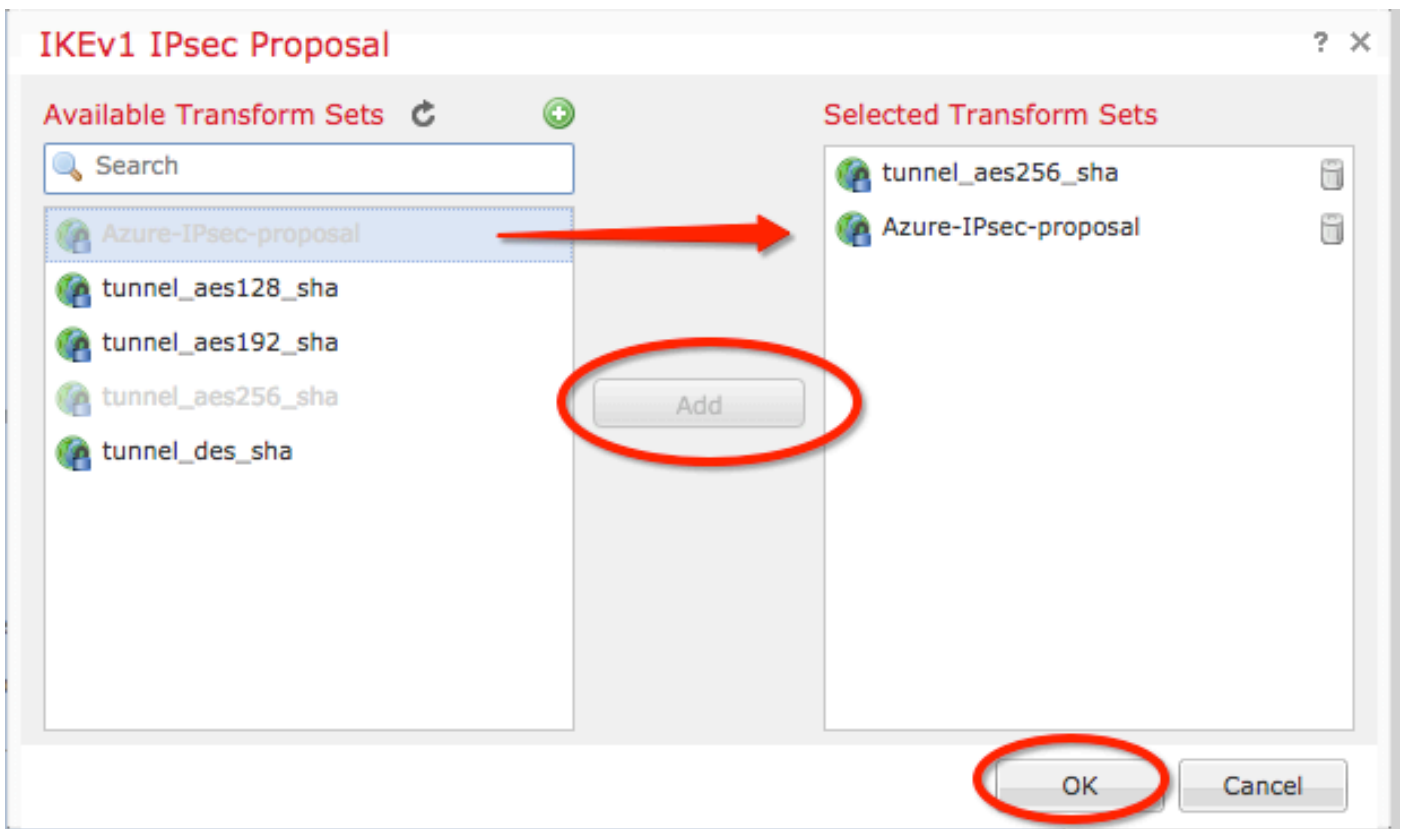 IKEv1 IPsec Proposal
? ×
Available Transform Sets
Selected Transform Sets
Search
Azure-IPsec-proposal
tunnel_aes128_sha
tunnel_aes192_sha
tunnel_aes256_sha
tunnel_des_sha
Add
tunnel_aes256_sha
Azure-IPsec-proposal
OK
Cancel